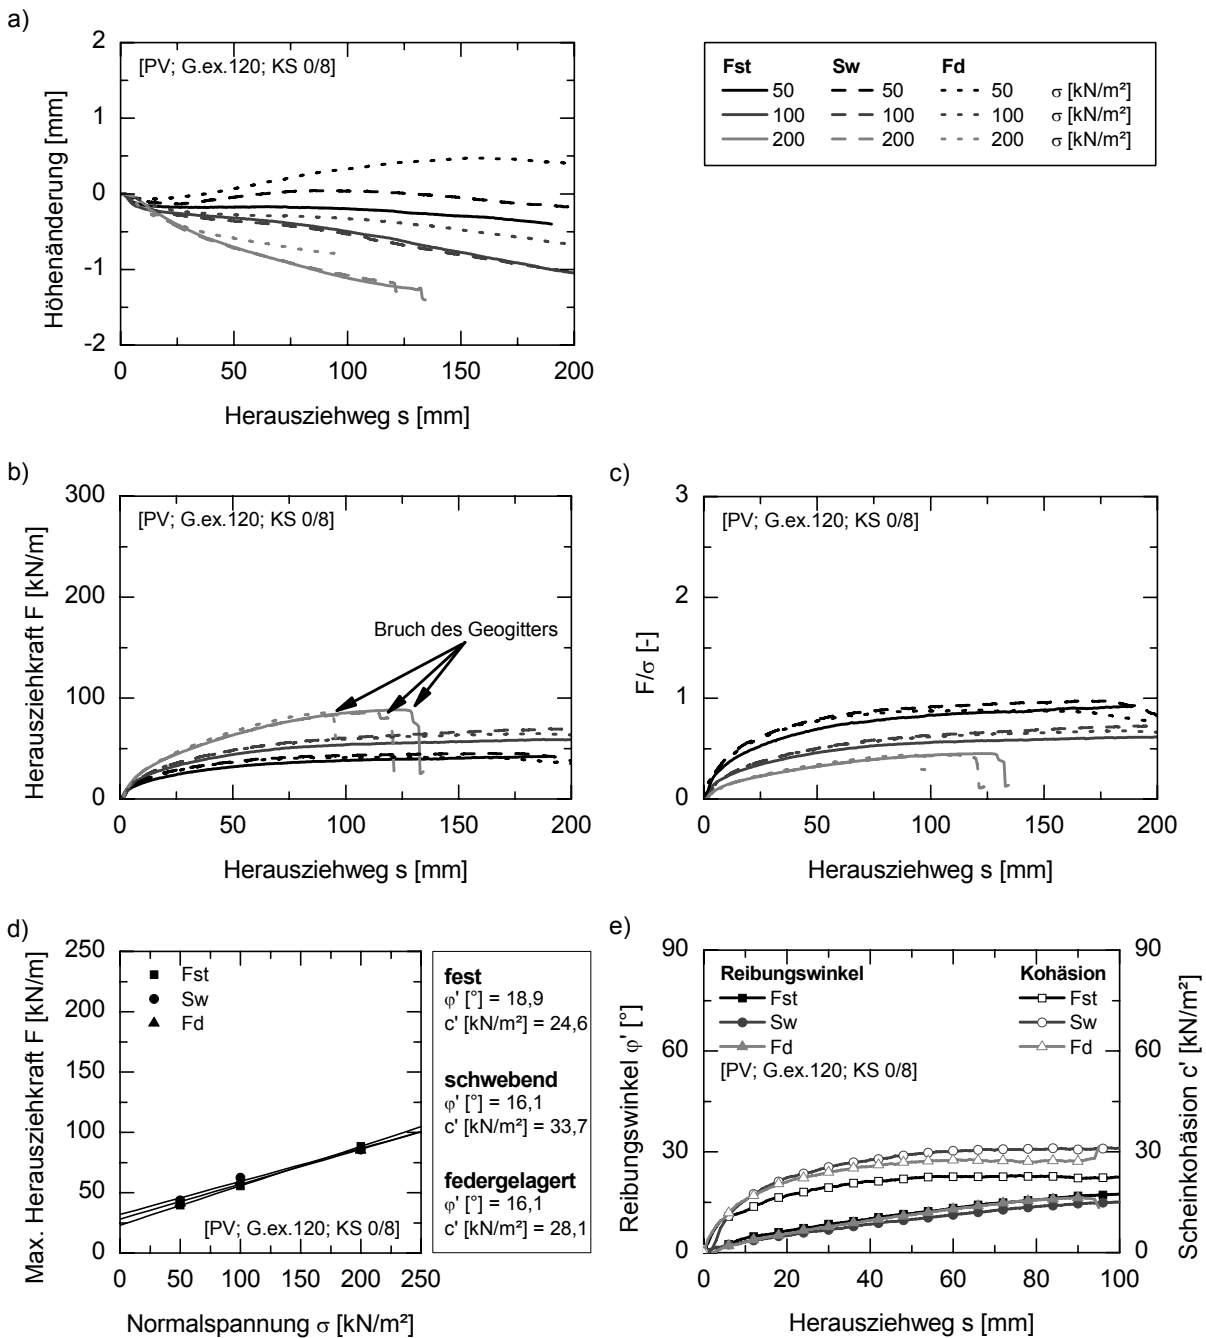 a)
[PV; G.ex.120; KS 0/8]
Höhenänderung [mm]
2
1
0
-1
-2
0
50
100
150
200
Herausziehweg s [mm]
Fst Sw Fd
50 50 50 σ [kN/m²]
100 100 100 σ [kN/m²]
200 200 200 σ [kN/m²]
b)
[PV; G.ex.120; KS 0/8]
Herausziehkraft F [kN/m]
300
200
100
0
Bruch des Geogitters
0
50
100
150
200
Herausziehweg s [mm]
c)
[PV; G.ex.120; KS 0/8]
F/σ [-]
3
2
1
0
0
50
100
150
200
Herausziehweg s [mm]
d)
Max. Herausziehkraft F [kN/m]
250
200
150
100
50
0
Fst
Sw
Fd
[PV; G.ex.120; KS 0/8]
0
50
100
150
200
250
Normalspannung σ [kN/m²]
fest
φ' [°] = 18,9
c' [kN/m²] = 24,6
schwebend
φ' [°] = 16,1
c' [kN/m²] = 33,7
federgelagert
φ' [°] = 16,1
c' [kN/m²] = 28,1
e)
Reibungswinkel φ' [°]
90
60
30
0
Reibungswinkel
Fst
Sw
Fd
Kohäsion
Fst
Sw
Fd
[PV; G.ex.120; KS 0/8]
90
60
30
0
Scheinkohäsion c' [kN/m²]
0
20
40
60
80
100
Herausziehweg s [mm]